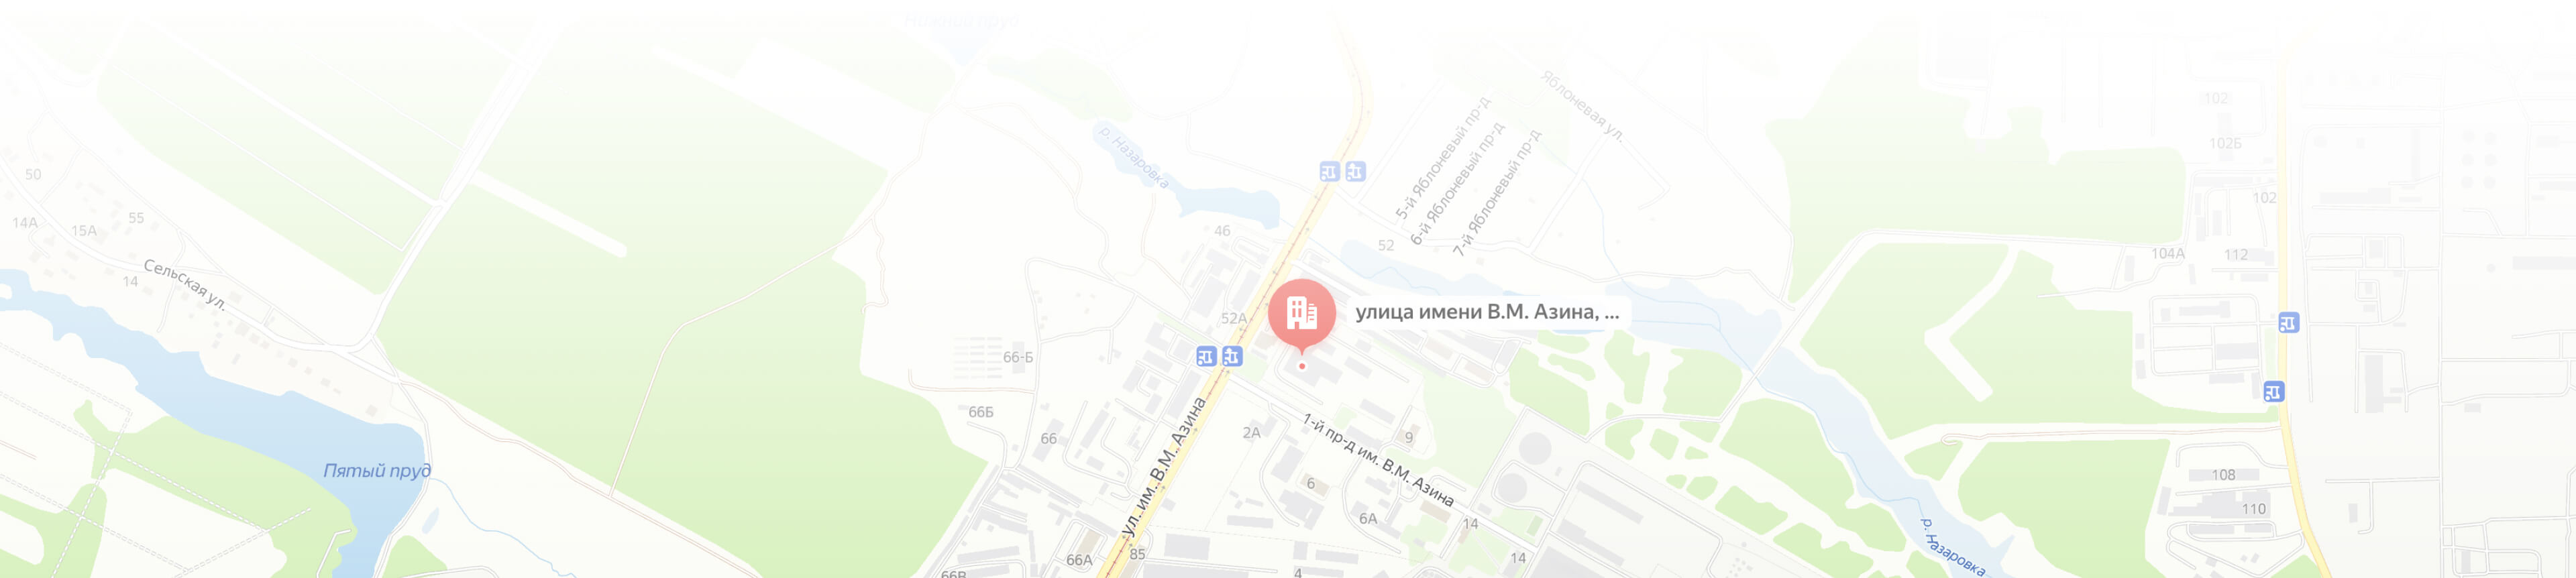 Нижний пруд
Яблоневая ул.
102
102Б
р. Назаровка
5-й Яблоневый пр-д
6-й Яблоневый пр-д
7-й Яблоневый пр-д
50
55
14А
15А
102
46
52
104А
112
Сельская ул.
14
52А
улица имени В.М. Азина, ...
66-Б
66Б
66
2А
9
ул. им. В.М. Азина
1-й пр-д им. В.М. Азина
Пятый пруд
6
108
110
6А
14
р. Назаровка
66А
85
14
66В
4